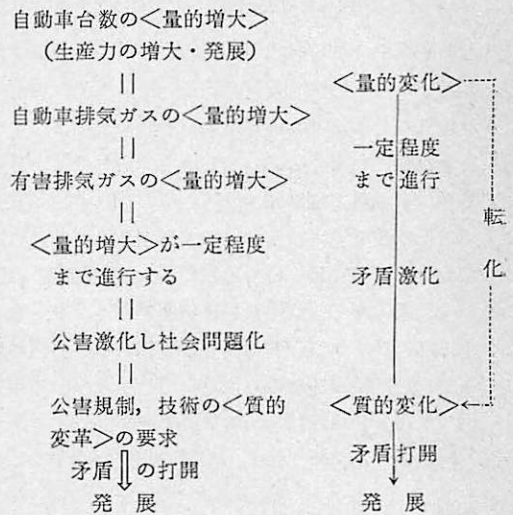 自動車台数の＜量的増大＞
（生産力の増大・発展）
||
自動車排気ガスの＜量的増大＞
||
有害排気ガスの＜量的増大＞
||
＜量的増大＞が一定程度
まで進行する
||
公害激化し社会問題化
||
公害規制，技術の＜質的
変革＞の要求
矛盾 の打開
発　展
＜量的変化＞
一定程度
まで進行
矛盾激化
＜質的変化＞
矛盾打開
発　展
転化